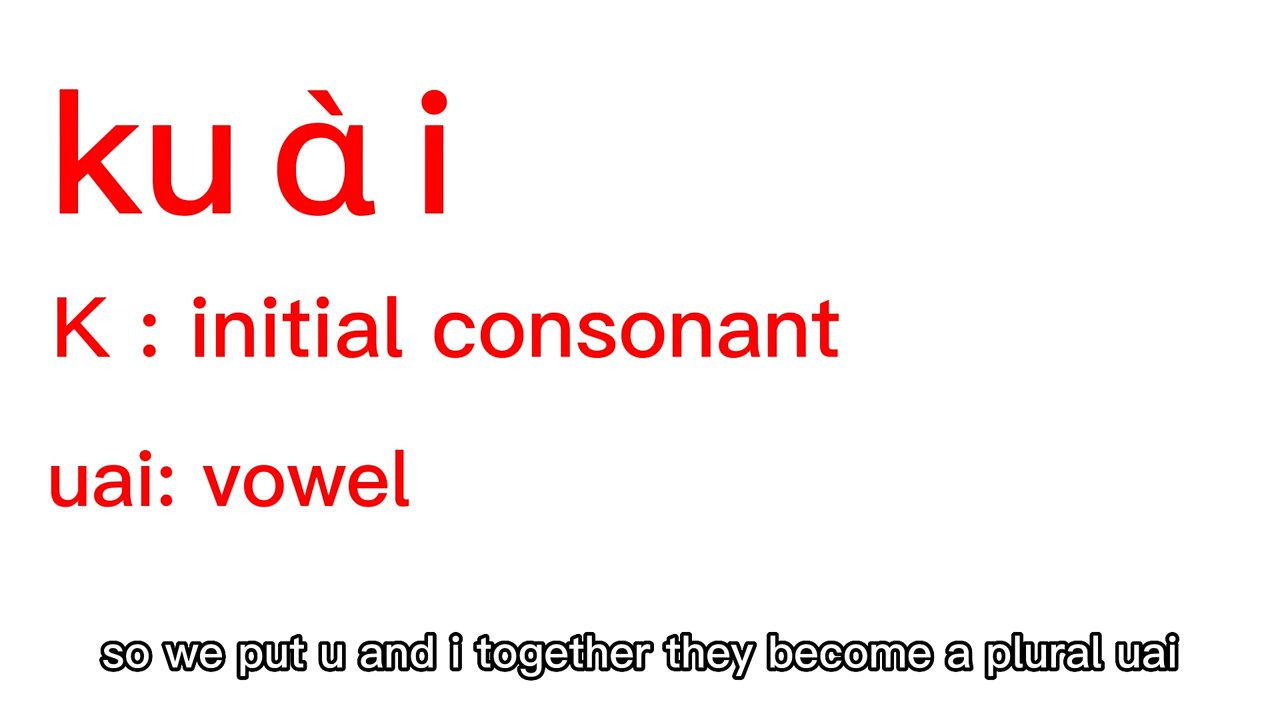 kuài
K : initial consonant
uai: vowel
so we put u and i together they become a plural uai